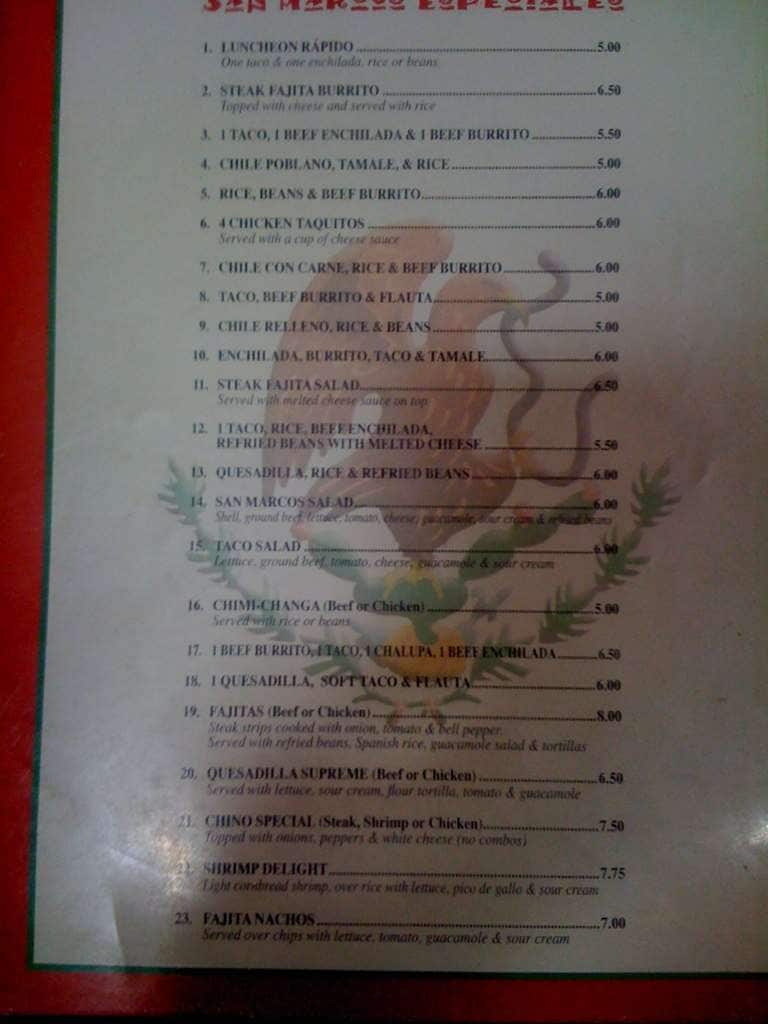 SAN MARCOS ESPECIALES
1. LUNCHEON RÁPIDO 5.00
One taco & one enchilada, rice or beans
2. STEAK FAJITA BURRITO 6.50
Topped with cheese and served with rice
3. 1 TACO, 1 BEEF ENCHILADA & 1 BEEF BURRITO 5.50
4. CHILE POBLANO, TAMALE, & RICE 5.00
5. RICE, BEANS & BEEF BURRITO 6.00
6. 4 CHICKEN TAQUITOS 6.00
Served with a cup of cheese sauce
7. CHILE CON CARNE, RICE & BEEF BURRITO 6.00
8. TACO, BEEF BURRITO & FLAUTA 5.00
9. CHILE RELLENO, RICE & BEANS 5.00
10. ENCHILADA, BURRITO, TACO & TAMALE 6.00
11. STEAK FAJITA SALAD 6.50
Served with melted cheese sauce on top
12. 1 TACO, RICE, BEEF ENCHILADA,
REFRIED BEANS WITH MELTED CHEESE 5.50
13. QUESADILLA, RICE & REFRIED BEANS 6.00
14. SAN MARCOS SALAD 6.00
Shell, ground beef, lettuce, tomato, cheese, guacamole, sour cream & refried beans
15. TACO SALAD 6.00
Lettuce, ground beef, tomato, cheese, guacamole & sour cream
16. CHIMI-CHANGA (Beef or Chicken) 5.00
Served with rice or beans
17. 1 BEEF BURRITO, 1 TACO, 1 CHALUPA, 1 BEEF ENCHILADA 6.50
18. 1 QUESADILLA, SOFT TACO & FLAUTA 6.00
19. FAJITAS (Beef or Chicken) 8.00
Steak strips cooked with onion, tomato & bell pepper.
Served with refried beans, Spanish rice, guacamole salad & tortillas
20. QUESADILLA SUPREME (Beef or Chicken) 6.50
Served with lettuce, sour cream, flour tortilla, tomato & guacamole
21. CHINO SPECIAL (Steak, Shrimp or Chicken) 7.50
Topped with onions, peppers & white cheese (no combos)
22. SHRIMP DELIGHT 7.75
Light cornbread shrimp, over rice with lettuce, pico de gallo & sour cream
23. FAJITA NACHOS 7.00
Served over chips with lettuce, tomato, guacamole & sour cream